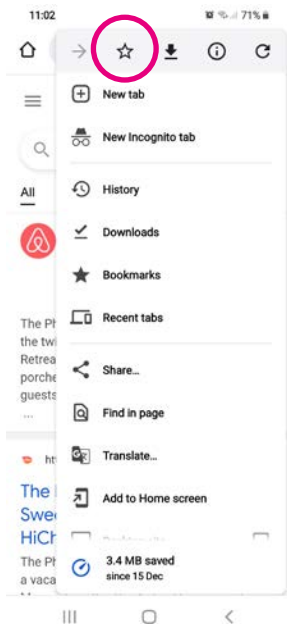 11:02
71%
New tab
New Incognito tab
History
All
Downloads
Bookmarks
Recent tabs
The Ph
the twi
Retrea
Share...
porche
guests
...
Find in page
Translate...
ht
The
Add to Home screen
Swee
HiCh
3.4 MB saved
The Ph
since 15 Dec
a vaca